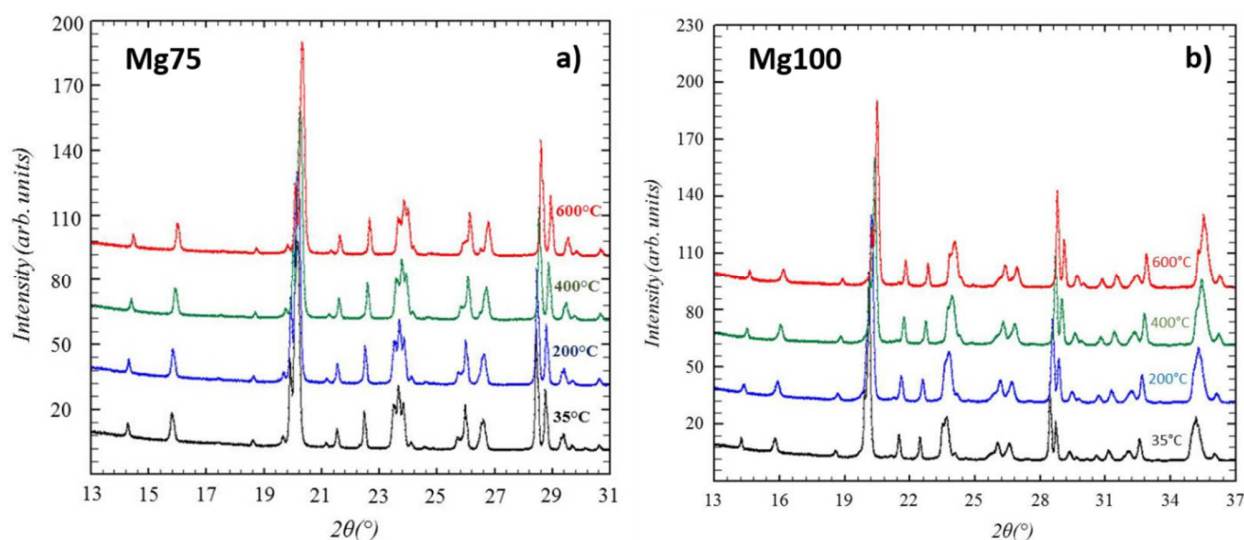 Mg75
a)
Intensity (arb. units)
200
170
140
110
80
50
20
600°C
400°C
200°C
35°C
13 15 17 19 21 23 25 27 29 31
2θ(°)
Mg100
b)
Intensity (arb. units)
230
200
170
140
110
80
50
20
600°C
400°C
200°C
35°C
13 16 19 22 25 28 31 34 37
2θ(°)